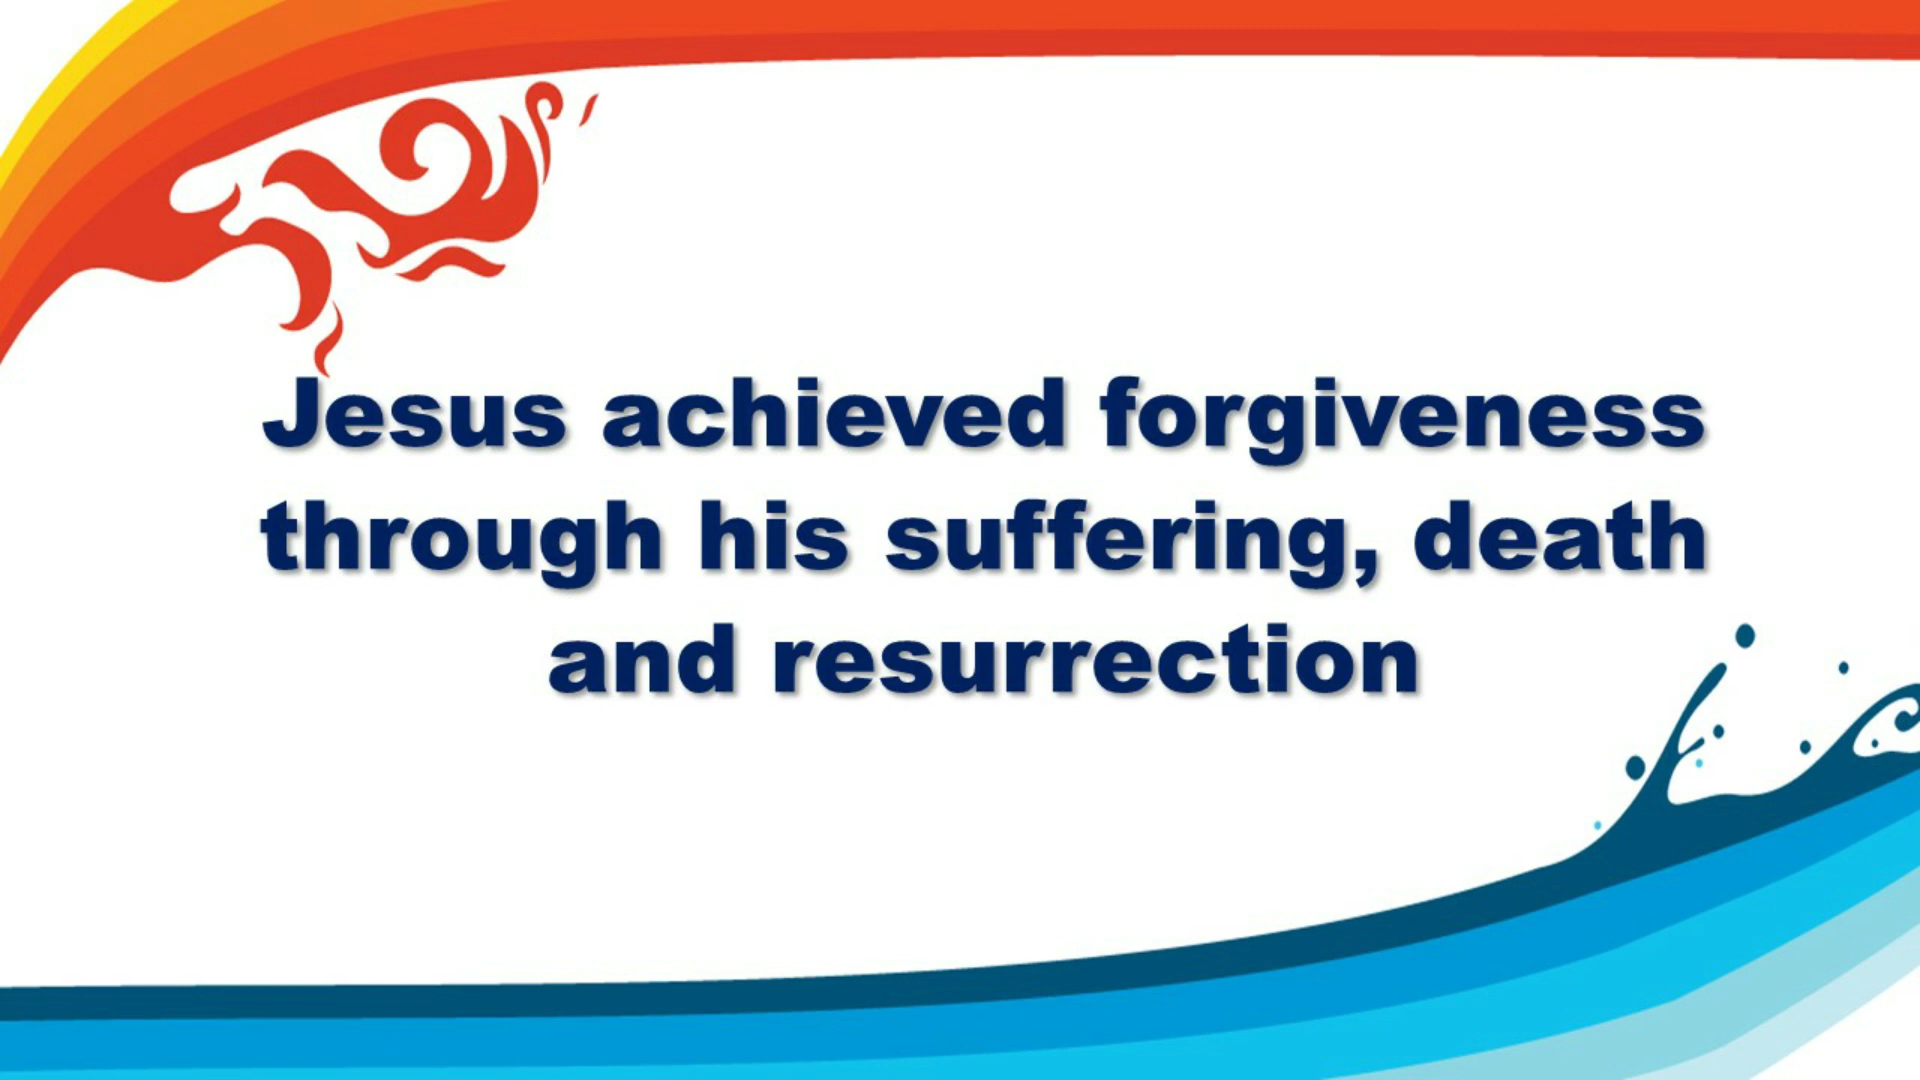 Jesus achieved forgiveness
through his suffering, death
and resurrection